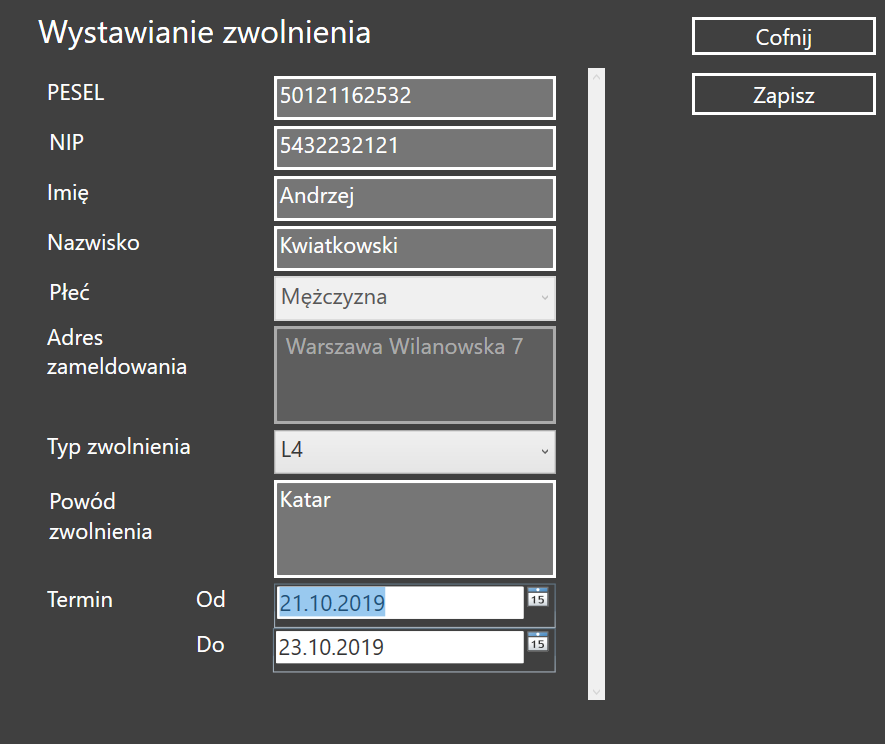 Wystawianie zwolnienia
Cofnij
Zapisz
PESEL 50121162532
NIP 5432232121
Imię Andrzej
Nazwisko Kwiatkowski
Płeć Mężczyzna
Adres
zameldowania
Warszawa Wilanowska 7
Typ zwolnienia L4
Powód
zwolnienia
Katar
Termin Od 21.10.2019 15
Do 23.10.2019 15